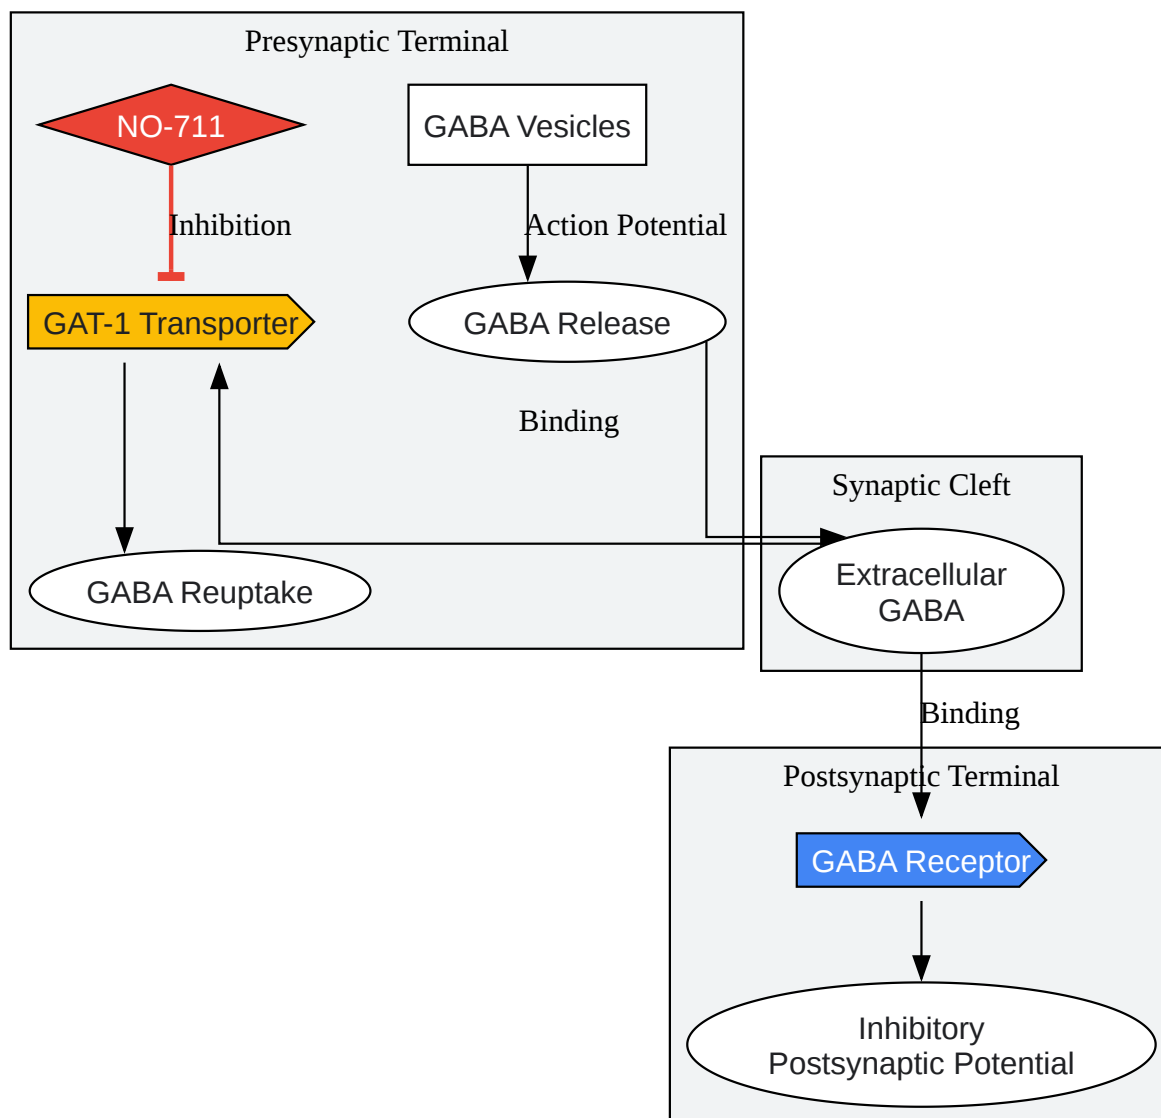 Presynaptic Terminal
NO-711
GABA Vesicles
Inhibition
Action Potential
GAT-1 Transporter
GABA Release
Binding
Synaptic Cleft
GABA Reuptake
Extracellular
GABA
Binding
Postsynaptic Terminal
GABA Receptor
Inhibitory
Postsynaptic Potential